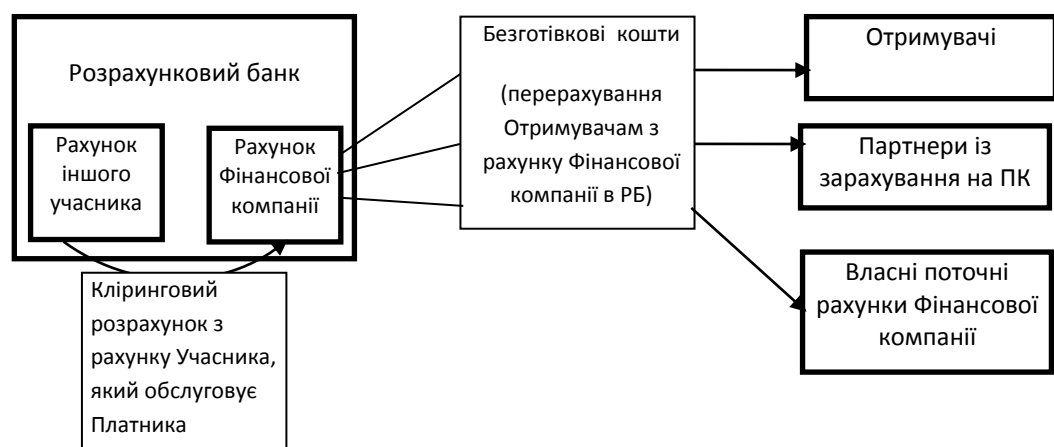 Розрахунковий банк
Рахунок
іншого
учасника
Рахунок
Фінансової
компанії
Кліринговий
розрахунок з
рахунку Учасника,
який обслуговує
Платника
Безготівкові кошти
(перерахування
Отримувачам з
рахунку Фінансової
компанії в РБ)
Отримувачі
Партнери із
зарахування на ПК
Власні поточні
рахунки Фінансової
компанії